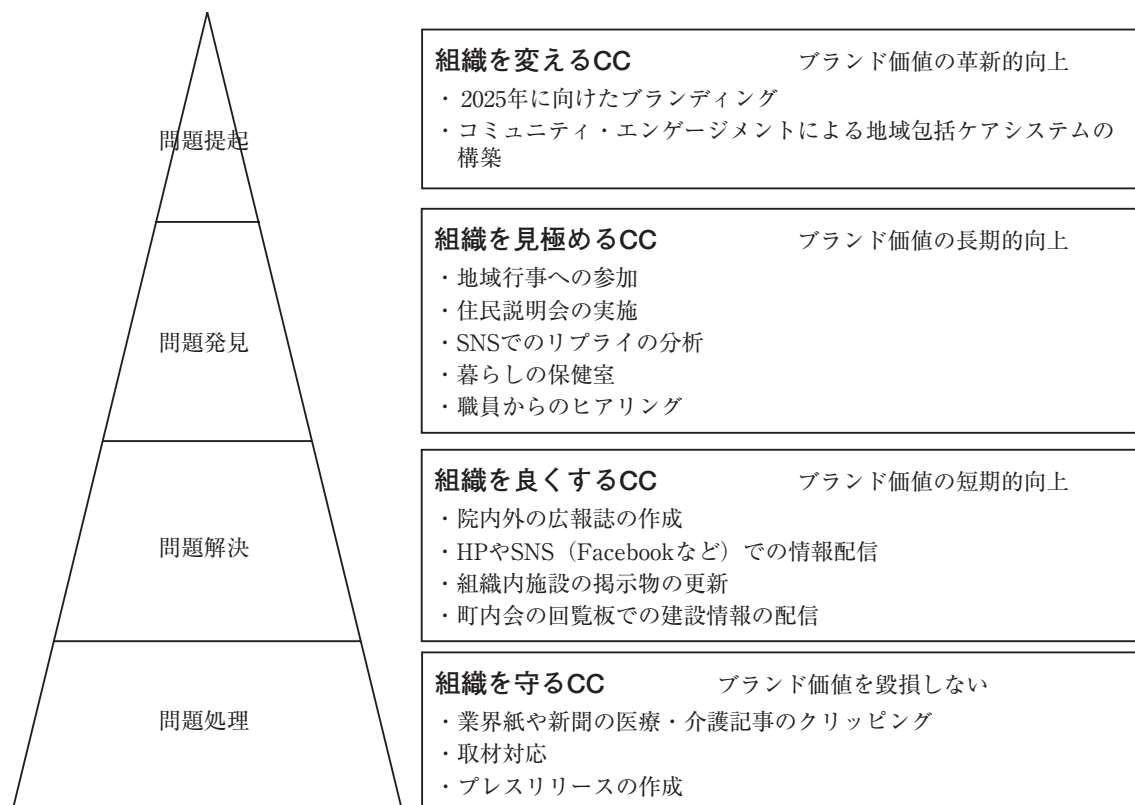 問題提起
組織を変えるCC ブランド価値の革新的向上
・2025年に向けたブランディング
・コミュニティ・エンゲージメントによる地域包括ケアシステムの
構築
問題発見
組織を見極めるCC ブランド価値の長期的向上
・地域行事への参加
・住民説明会の実施
・SNSでのリプライの分析
・暮らしの保健室
・職員からのヒアリング
問題解決
組織を良くするCC ブランド価値の短期的向上
・院内外の広報誌の作成
・HPやSNS（Facebookなど）での情報配信
・組織内施設の掲示物の更新
・町内会の回覧板での建設情報の配信
問題処理
組織を守るCC ブランド価値を毀損しない
・業界紙や新聞の医療・介護記事のクリッピング
・取材対応
・プレスリリースの作成